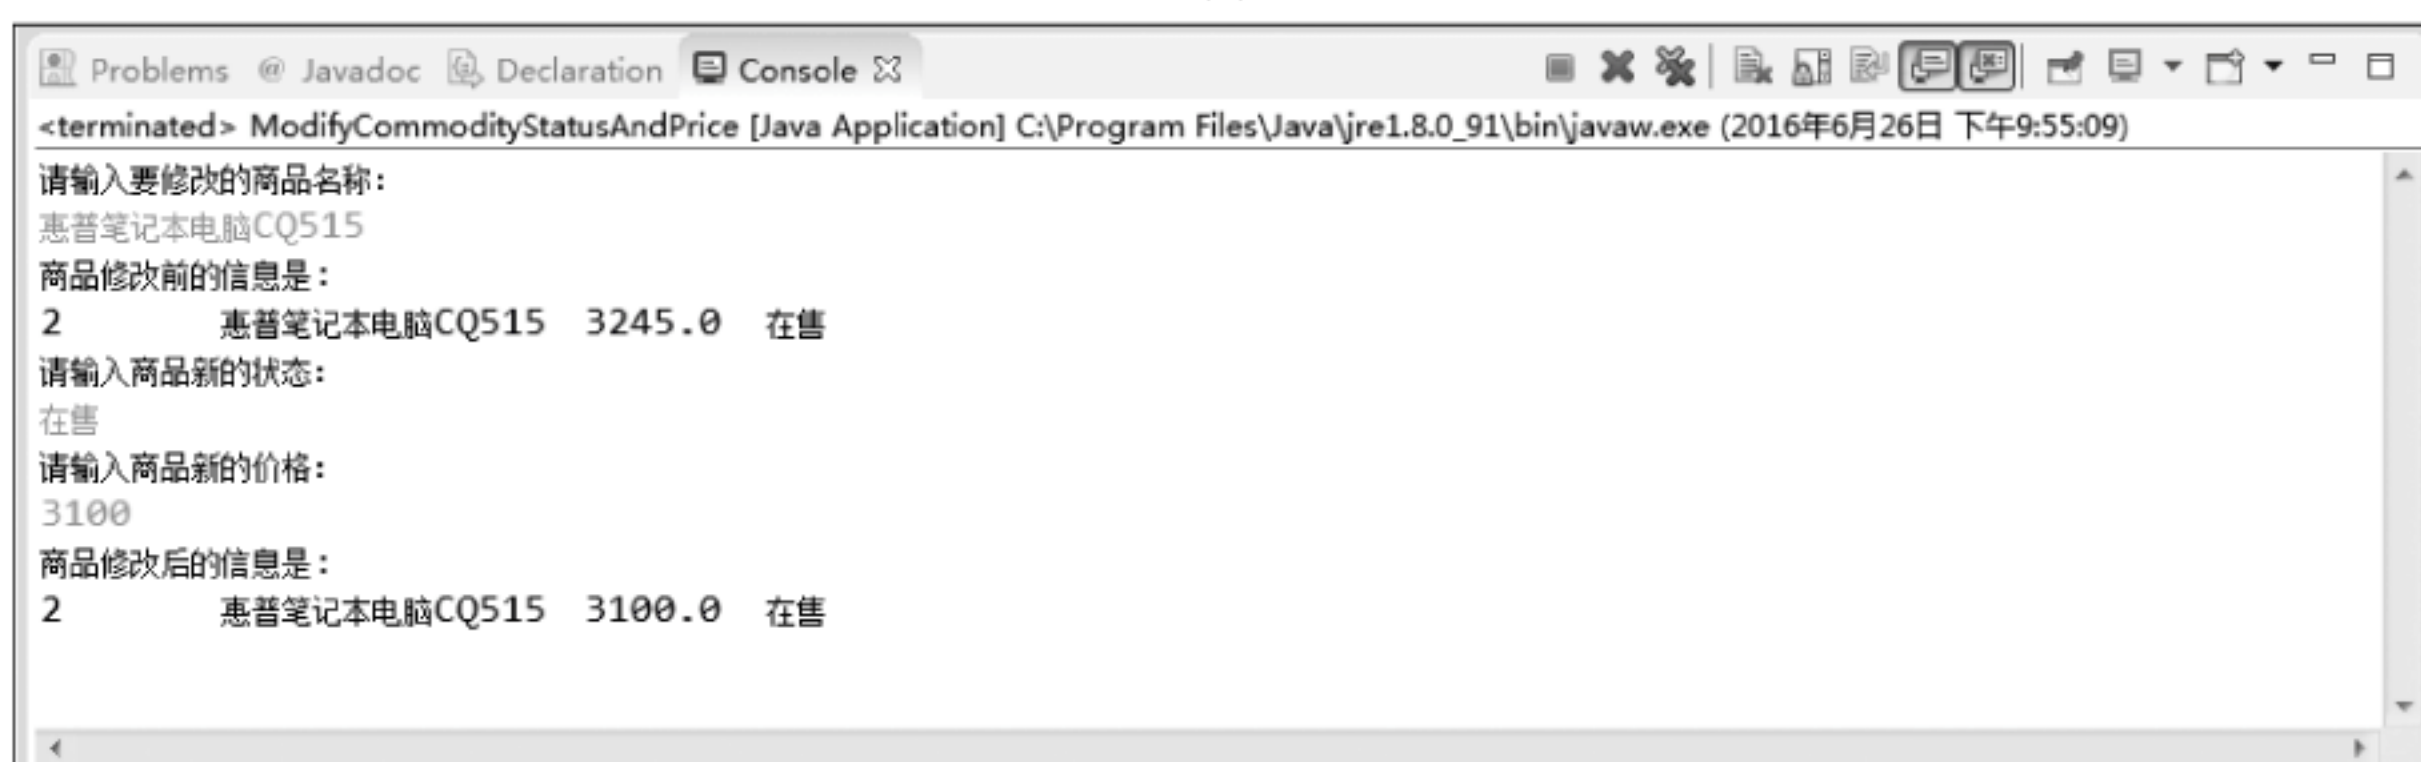 Problems @ Javadoc Declaration Console
<terminated> ModifyCommodityStatusAndPrice [Java Application] C:\Program Files\Java\jre1.8.0_91\bin\javaw.exe (2016年6月26日 下午9:55:09)
请输入要修改的商品名称:
惠普笔记本电脑CQ515
商品修改前的信息是:
2 惠普笔记本电脑CQ515 3245.0 在售
请输入商品新的状态:
在售
请输入商品新的价格:
3100
商品修改后的信息是:
2 惠普笔记本电脑CQ515 3100.0 在售